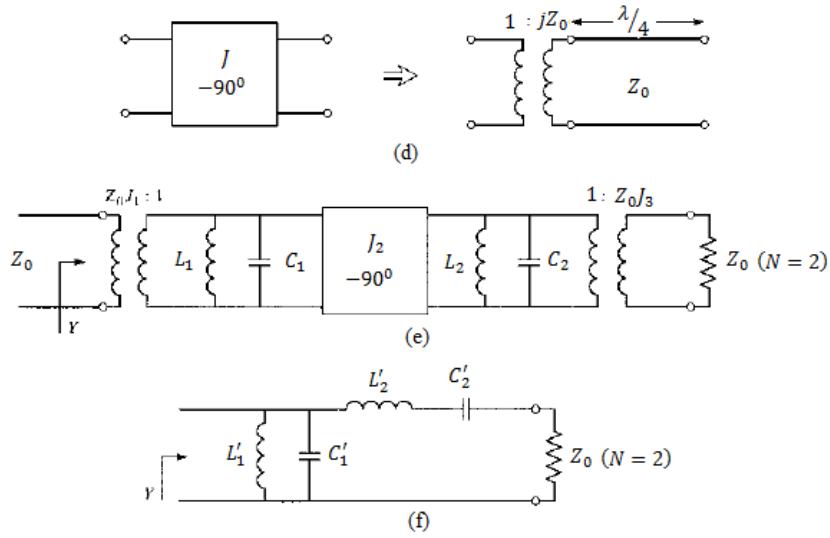 1 : jZ₀ λ/4
J
−90⁰
Z₀
(d)
Z₀J₁ : 1
1: Z₀J₃
Z₀
L₁ C₁ J₂
−90⁰
L₂ C₂ Z₀ (N = 2)
Y
(e)
L′₂ C′₂
L′₁ C′₁ Z₀ (N = 2)
Y
(f)